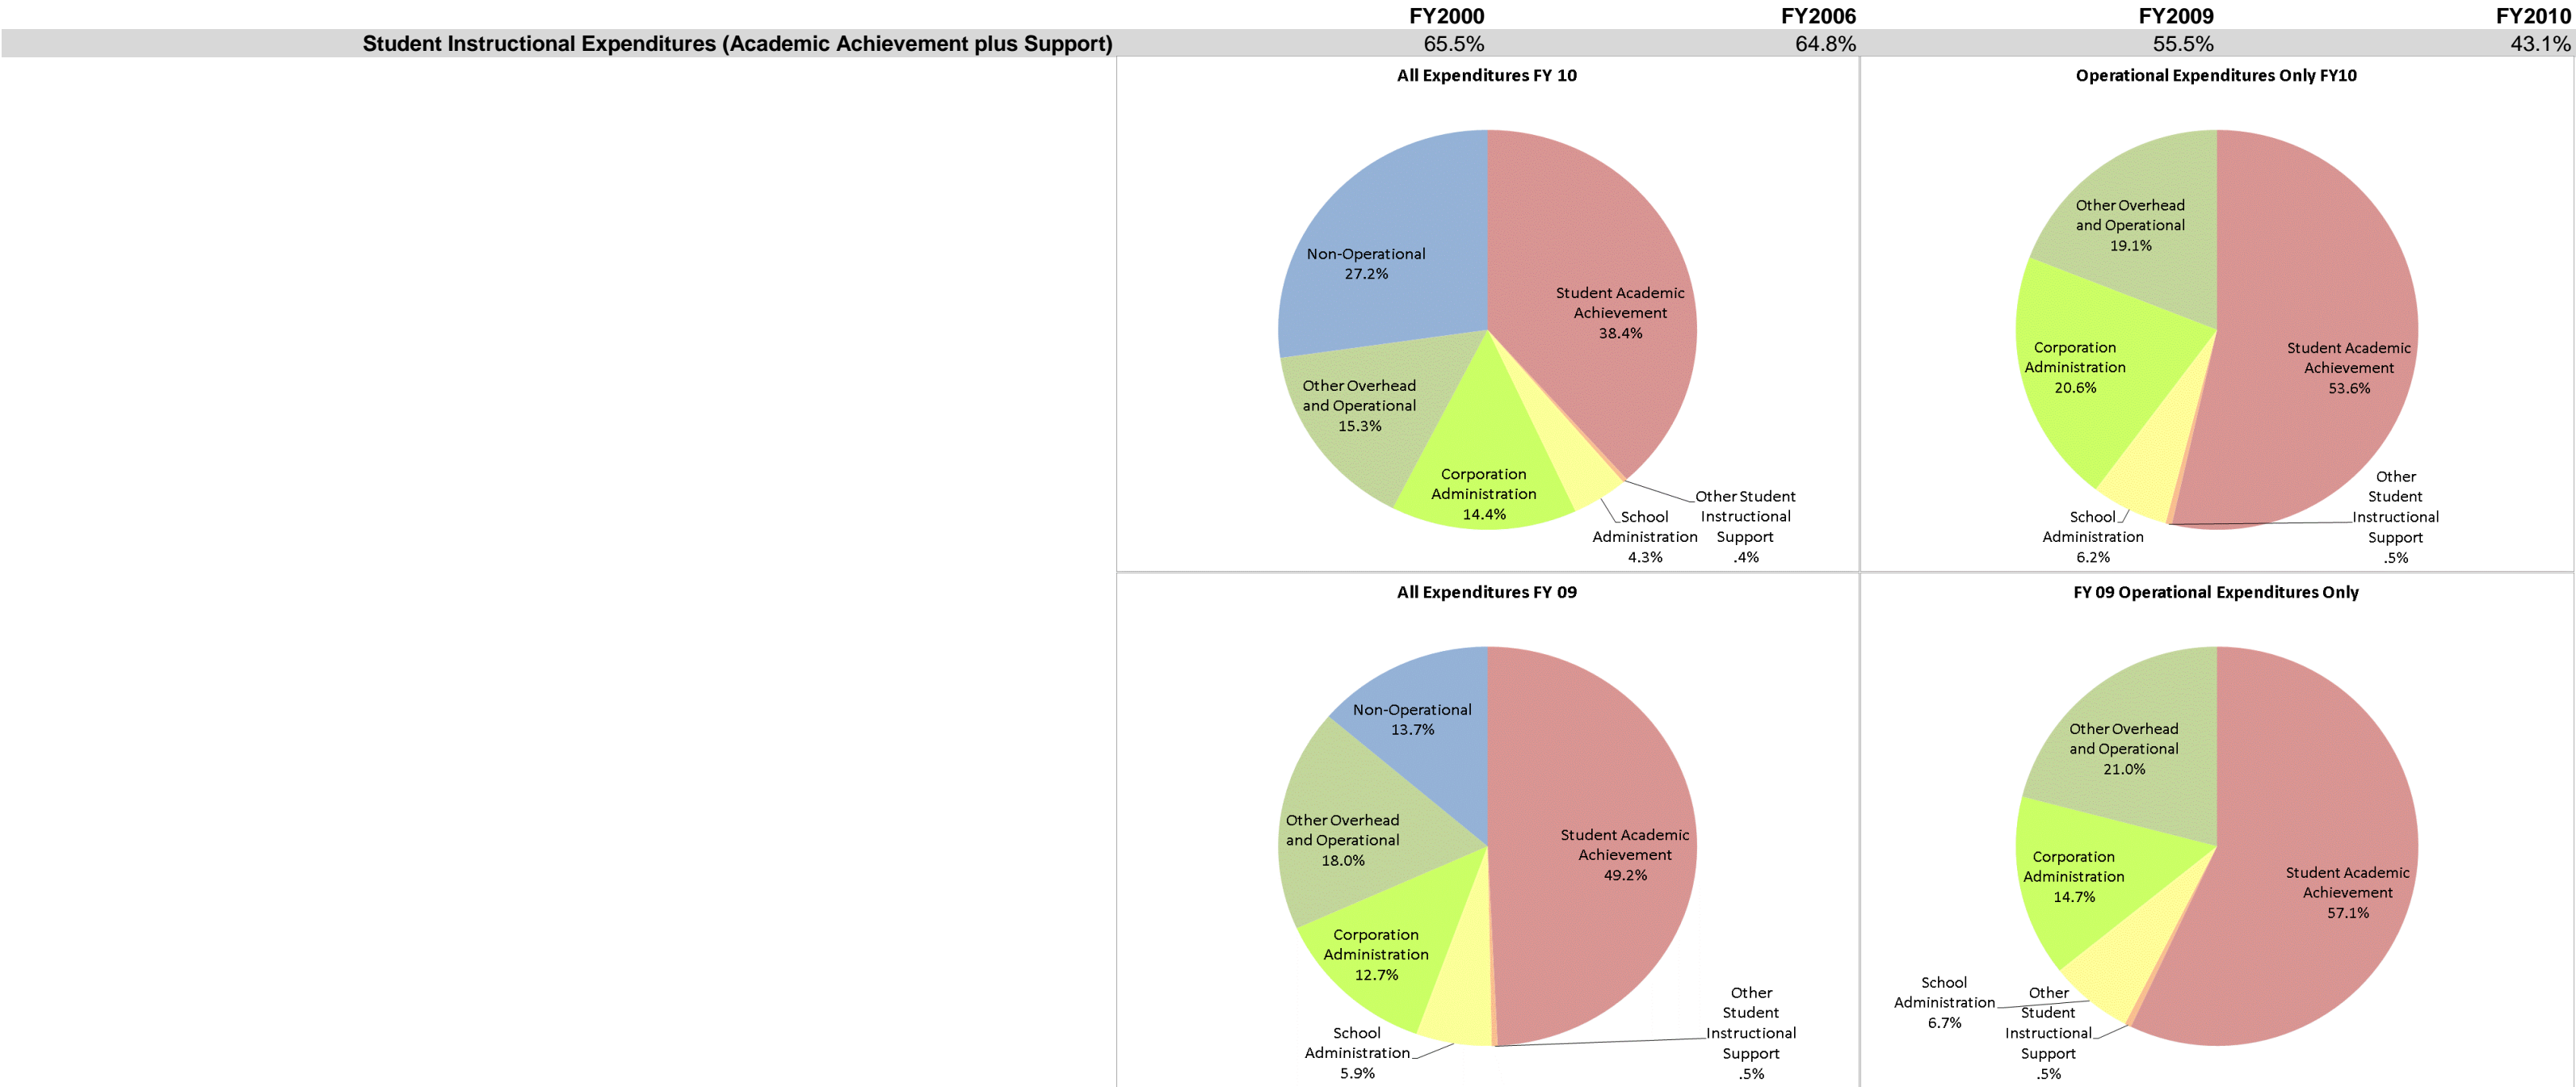 FY2000 FY2006 FY2009 FY2010
Student Instructional Expenditures (Academic Achievement plus Support) 65.5% 64.8% 55.5% 43.1%
All Expenditures FY 10
Non-Operational
27.2%
Student Academic
Achievement
38.4%
Other Overhead
and Operational
15.3%
Corporation
Administration
14.4%
School
Administration
4.3%
Other Student
Instructional
Support
.4%
Operational Expenditures Only FY10
Other Overhead
and Operational
19.1%
Corporation
Administration
20.6%
Student Academic
Achievement
53.6%
School
Administration
6.2%
Other
Student
Instructional
Support
.5%
All Expenditures FY 09
Non-Operational
13.7%
Other Overhead
and Operational
18.0%
Student Academic
Achievement
49.2%
Corporation
Administration
12.7%
School
Administration
5.9%
Other
Student
Instructional
Support
.5%
FY 09 Operational Expenditures Only
Other Overhead
and Operational
21.0%
Corporation
Administration
14.7%
Student Academic
Achievement
57.1%
School
Administration
6.7%
Other
Student
Instructional
Support
.5%